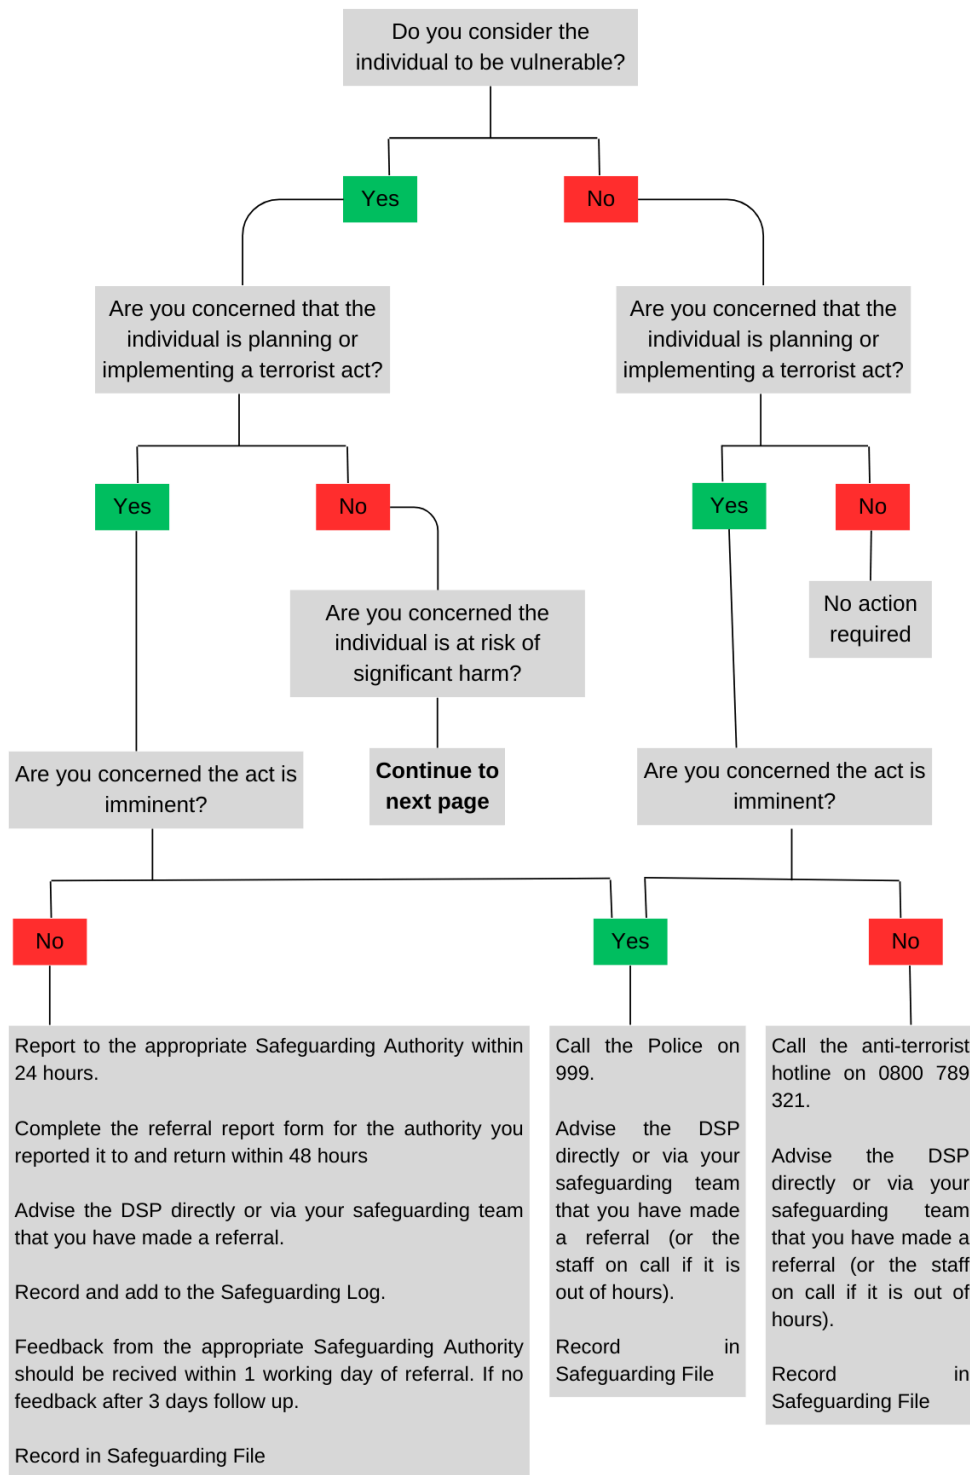 Do you consider the
individual to be vulnerable?
Yes
No
Are you concerned that the
individual is planning or
implementing a terrorist act?
Are you concerned that the
individual is planning or
implementing a terrorist act?
Yes
No
Yes
No
Are you concerned the
individual is at risk of
significant harm?
No action
required
Are you concerned the act is
imminent?
Continue to
next page
Are you concerned the act is
imminent?
No
Yes
No
Report to the appropriate Safeguarding Authority within
24 hours.
Complete the referral report form for the authority you
reported it to and return within 48 hours
Advise the DSP directly or via your safeguarding team
that you have made a referral.
Record and add to the Safeguarding Log.
Feedback from the appropriate Safeguarding Authority
should be recived within 1 working day of referral. If no
feedback after 3 days follow up.
Record in Safeguarding File
Call the Police on
999.
Advise the DSP
directly or via your
safeguarding team
that you have made
a referral (or the
staff on call if it is
out of hours).
Record in
Safeguarding File
Call the anti-terrorist
hotline on 0800 789
321.
Advise the DSP
directly or via your
safeguarding team
that you have made a
referral (or the staff
on call if it is out of
hours).
Record in
Safeguarding File